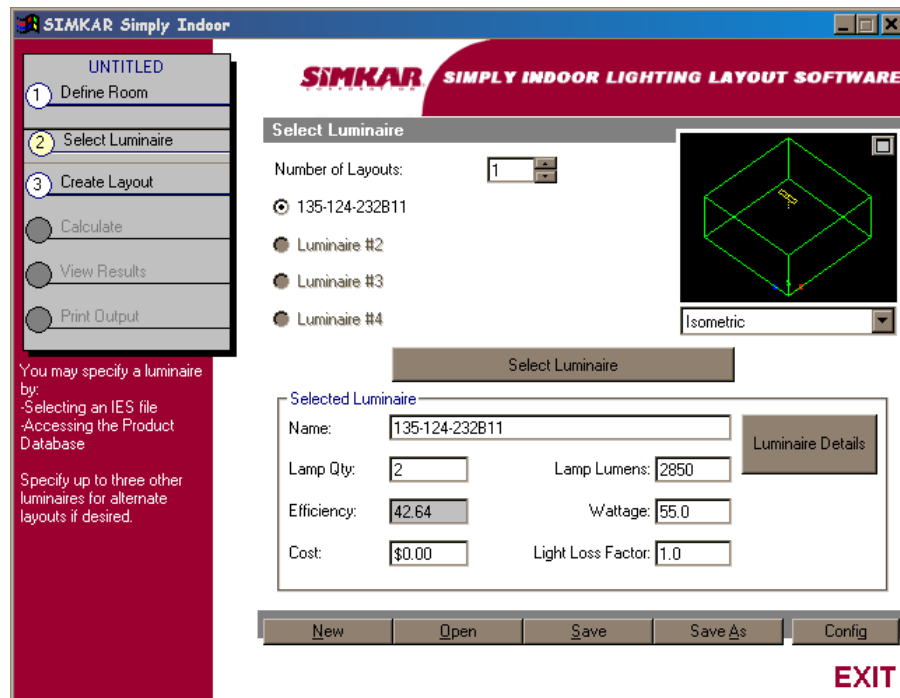 SIMKAR Simply Indoor
UNTITLED
1 Define Room
2 Select Luminaire
3 Create Layout
Calculate
View Results
Print Output
You may specify a luminaire
by:
-Selecting an IES file
-Accessing the Product
Database
Specify up to three other
luminaires for alternate
layouts if desired.
SIMKAR
CORPORATION
SIMPLY INDOOR LIGHTING LAYOUT SOFTWARE
Select Luminaire
Number of Layouts: 1
135-124-232B11
Luminaire #2
Luminaire #3
Luminaire #4
Isometric
Select Luminaire
Selected Luminaire
Name: 135-124-232B11
Luminaire Details
Lamp Qty: 2 Lamp Lumens: 2850
Efficiency: 42.64 Wattage: 55.0
Cost: $0.00 Light Loss Factor: 1.0
New Open Save Save As Config
EXIT